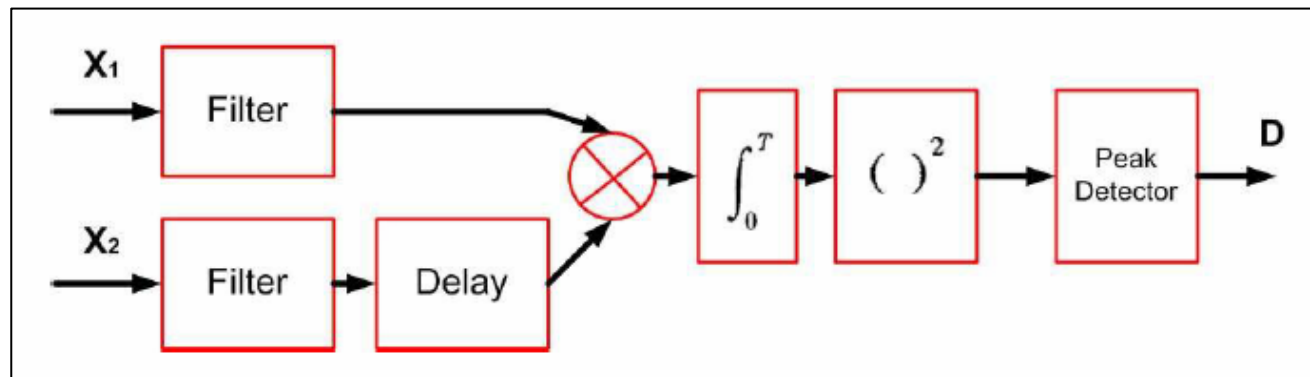 X₁
Filter
X₂
Filter
Delay
∫₀ᵀ
( )²
Peak
Detector
D